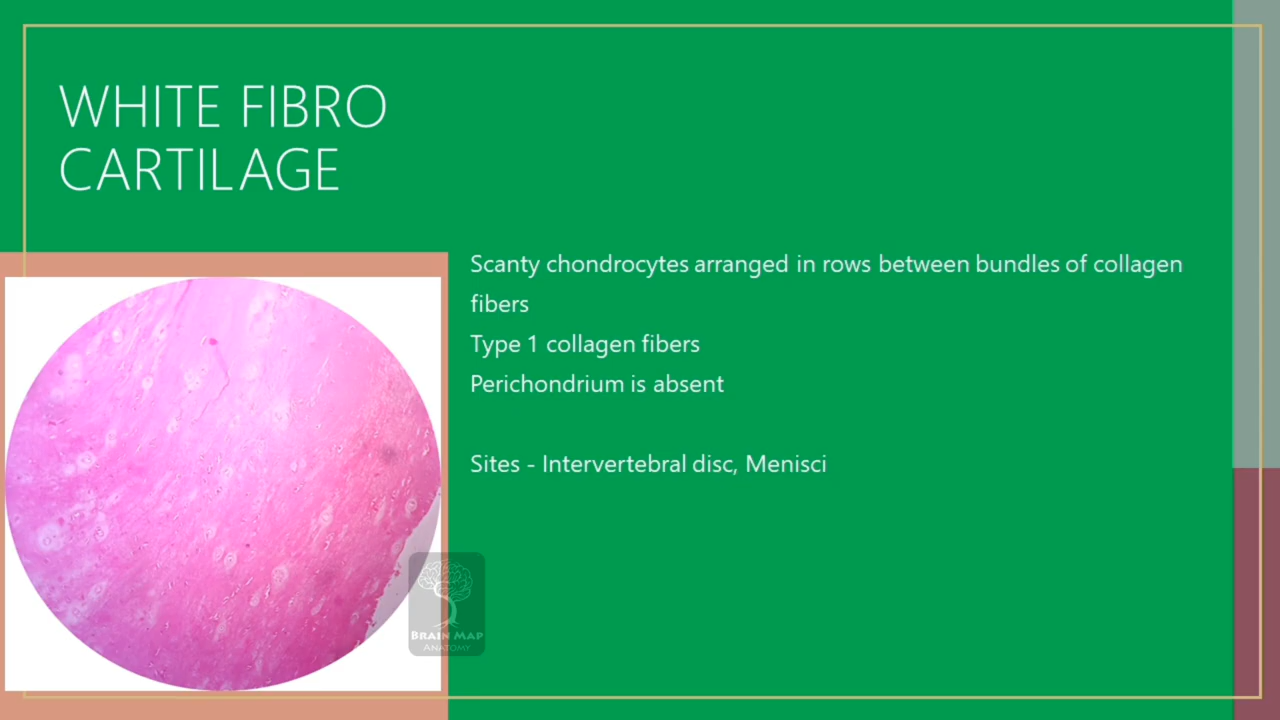 WHITE FIBRO
CARTILAGE
Scanty chondrocytes arranged in rows between bundles of collagen
fibers
Type 1 collagen fibers
Perichondrium is absent
Sites - Intervertebral disc, Menisci
BRAIN MAP
ANATOMY